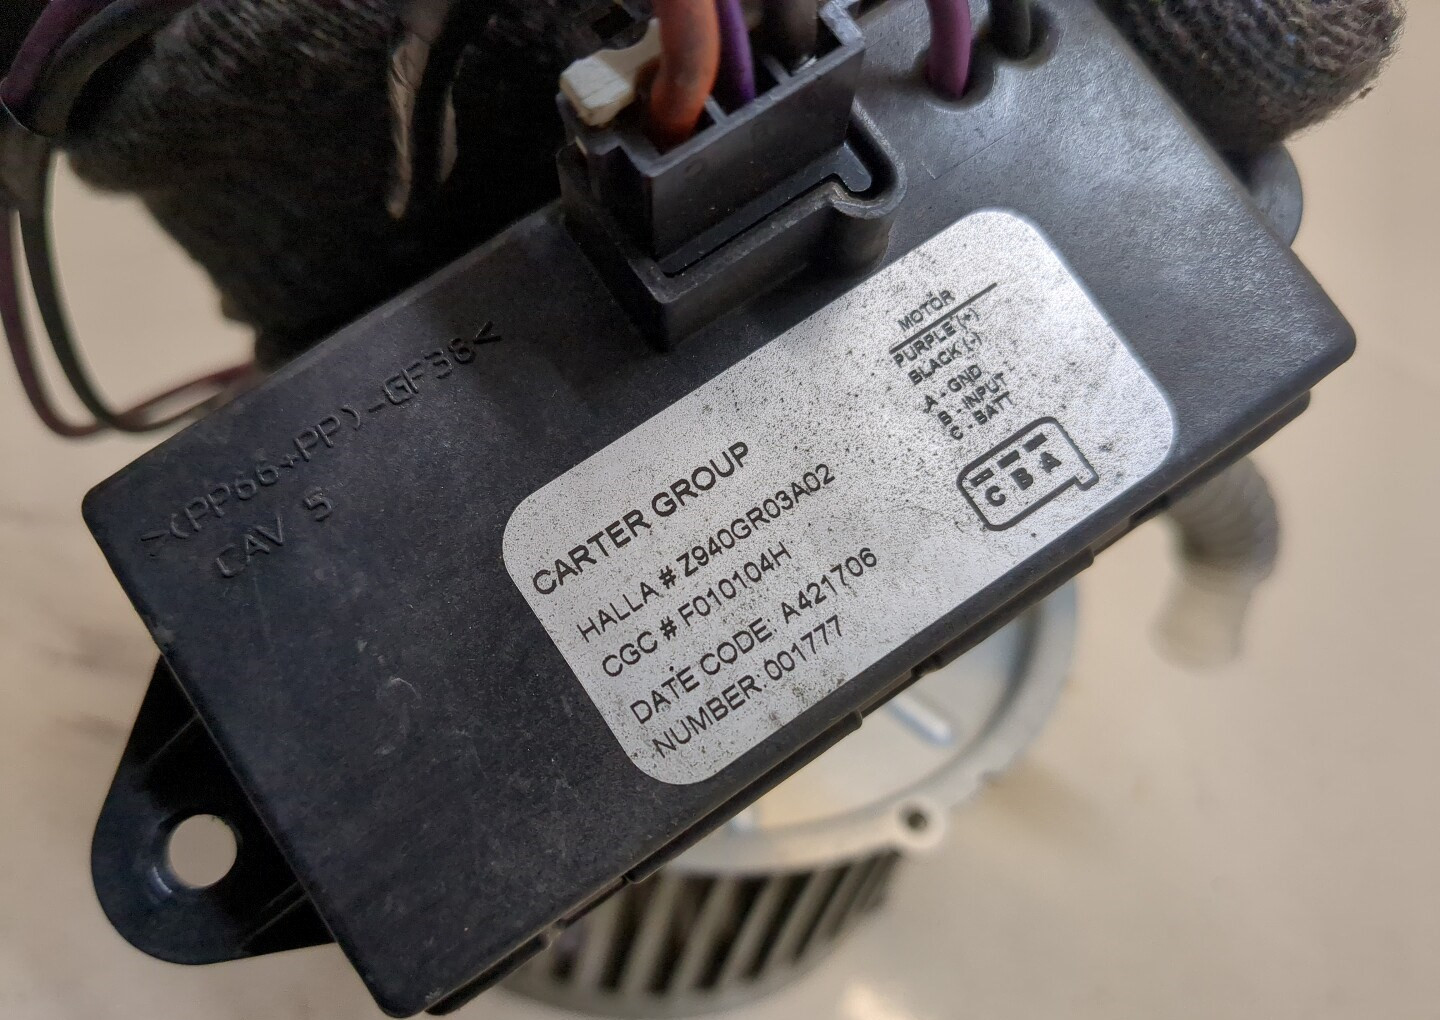 >(PP66+PP)-GF38<
CAV 5
MOTOR
PURPLE (+)
BLACK (-)
A - GND
B - INPUT
C - BATT
C B A
CARTER GROUP
HALLA # Z940GR03A02
CGC # F010104H
DATE CODE: A421706
NUMBER: 001777